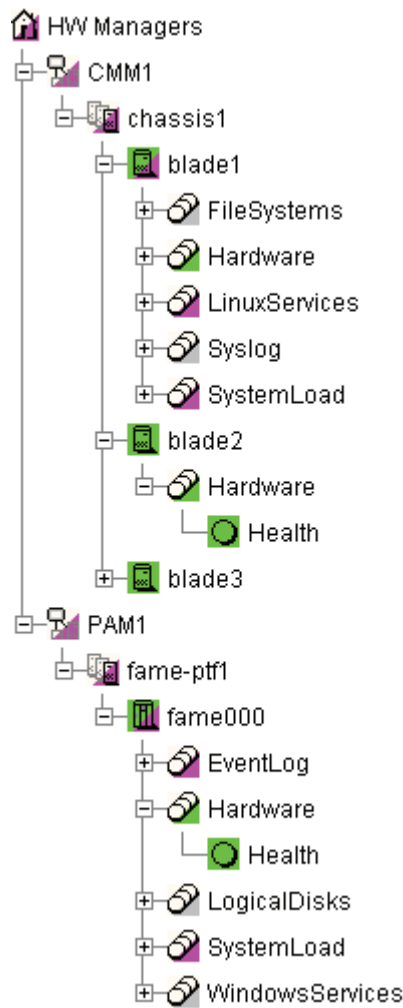 HW Managers
CMM1
chassis1
blade1
FileSystems
Hardware
LinuxServices
Syslog
SystemLoad
blade2
Hardware
Health
blade3
PAM1
fame-ptf1
fame000
EventLog
Hardware
Health
LogicalDisks
SystemLoad
WindowsServices